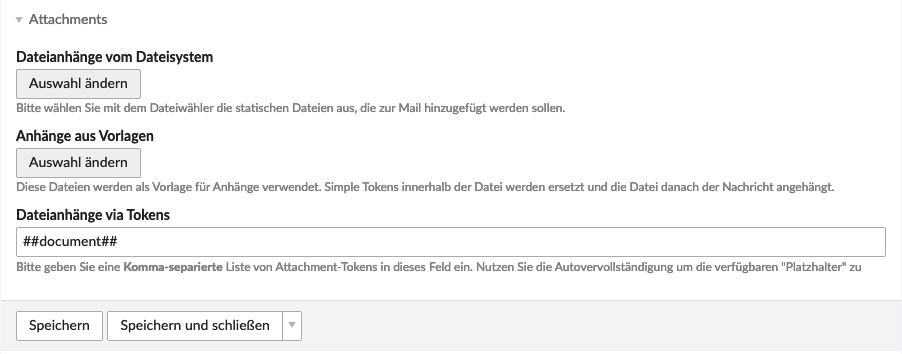 Attachments
Dateianhänge vom Dateisystem
Auswahl ändern
Bitte wählen Sie mit dem Dateiwähler die statischen Dateien aus, die zur Mail hinzugefügt werden sollen.
Anhänge aus Vorlagen
Auswahl ändern
Diese Dateien werden als Vorlage für Anhänge verwendet. Simple Tokens innerhalb der Datei werden ersetzt und die Datei danach der Nachricht angehängt.
Dateianhänge via Tokens
##document##
Bitte geben Sie eine Komma-separierte Liste von Attachment-Tokens in dieses Feld ein. Nutzen Sie die Autovervollständigung um die verfügbaren "Platzhalter" zu
Speichern Speichern und schließen